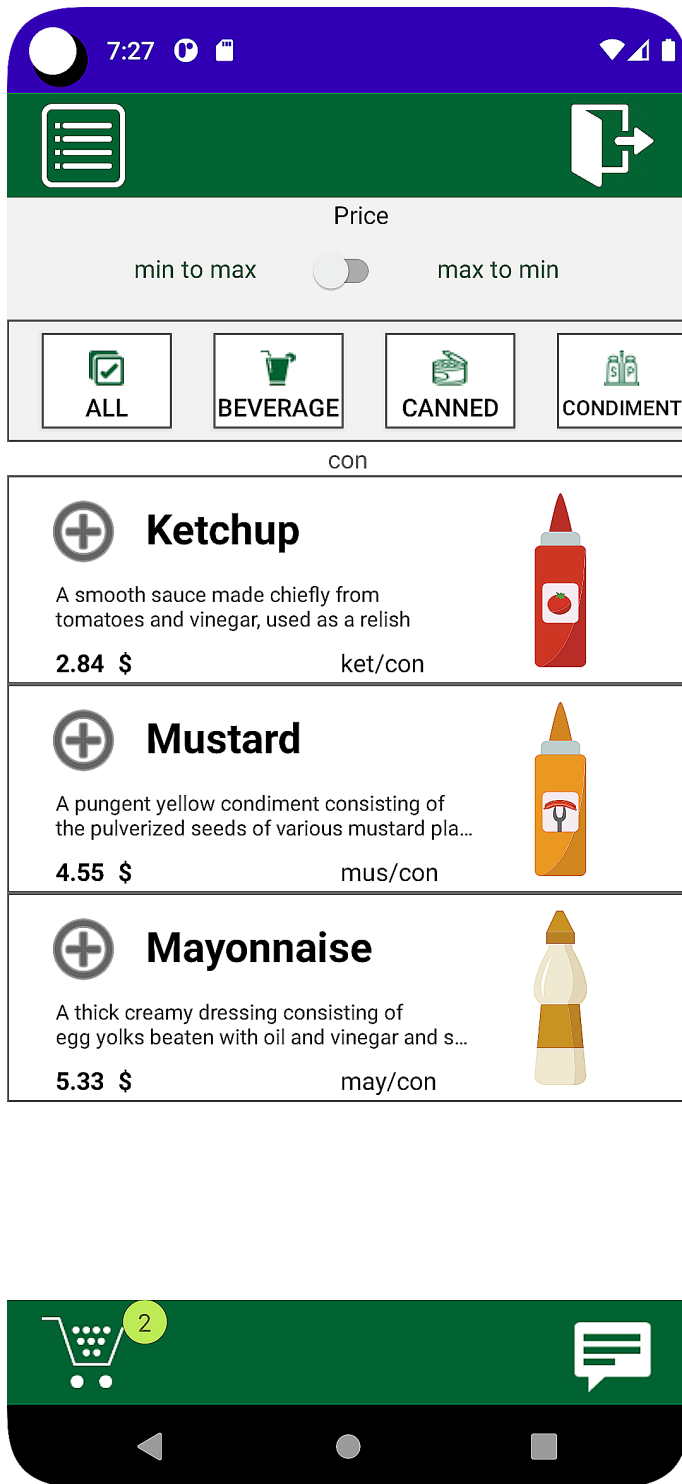 7:27
Price
min to max
max to min
ALL
BEVERAGE
CANNED
CONDIMENT
S P
con
Ketchup
A smooth sauce made chiefly from
tomatoes and vinegar, used as a relish
2.84 $
ket/con
Mustard
A pungent yellow condiment consisting of
the pulverized seeds of various mustard pla...
4.55 $
mus/con
Mayonnaise
A thick creamy dressing consisting of
egg yolks beaten with oil and vinegar and s...
5.33 $
may/con
2